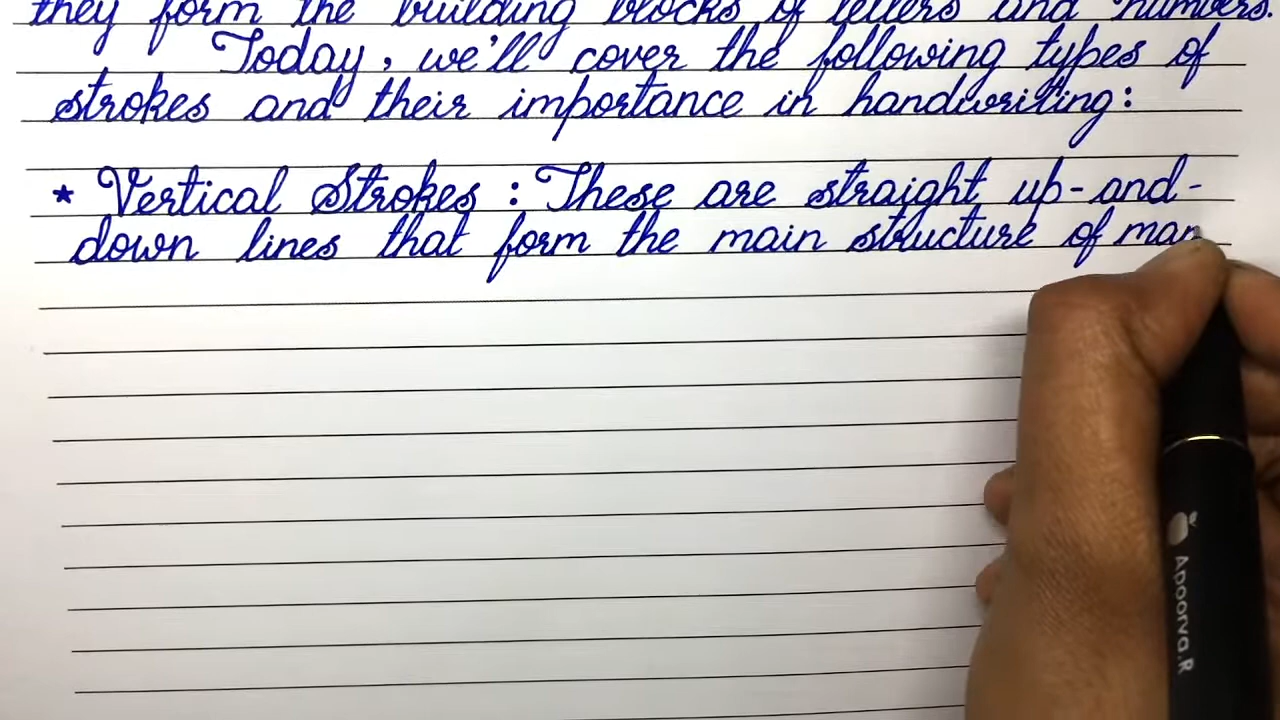 they form the building blocks of letters and numbers.
Today, we'll cover the following types of
strokes and their importance in handwriting:
* Vertical Strokes : These are straight up-and-
down lines that form the main structure of man
Apoorva.R